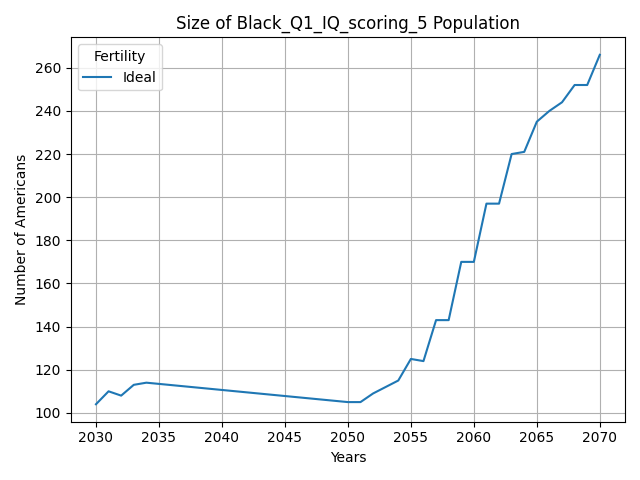 Size of Black_Q1_IQ_scoring_5 Population
Fertility
Ideal
Number of Americans
260
240
220
200
180
160
140
120
100
2030 2035 2040 2045 2050 2055 2060 2065 2070
Years